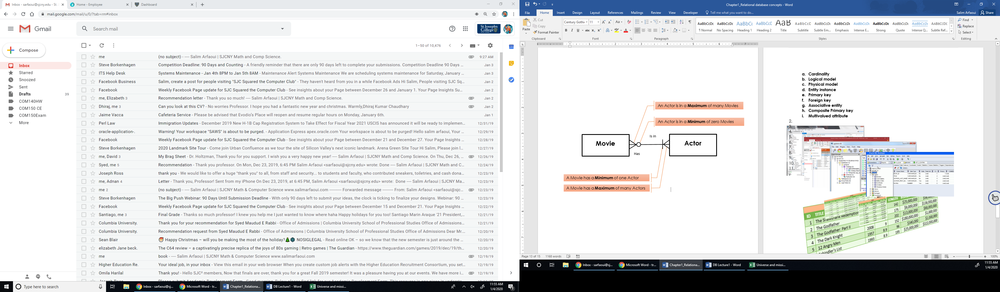 Inbox - sarfaoui@sjcny.edu - St.
Home - Employee
Dashboard
mail.google.com/mail/u/0/?tab=rm#inbox
Gmail
Search mail
St. Joseph's College NEW YORK
Compose
1–50 of 10,476
Inbox
Starred
Snoozed
Sent
Drafts 39
COM140HW
COM150 CE
COM150Exam
More
me (no subject) - ---- Salim Arfaoui | SJCNY Math and Comp Science. 9:27 AM
Steve Borkenhagen Competition Deadline: 90 Days and Counting - A friendly reminder that there are only 90 days left to complete your submissions. Competition Deadline 90 Days ... Jan 3
ITS Help Desk Systems Maintenance - Jan 4th 8PM to Jan 5th 8AM - Maintenance Alert Systems Maintenance We are scheduling systems maintenance for Saturday, January ... Jan 3
Facebook Business Salim, create a post for people visiting "SJC Squared the Computer Club" - They haven't heard from you in a while Facebook Ads Hi Salim, People visiting SJC Sq... Jan 2
Facebook Weekly Facebook Page update for SJC Squared the Computer Club - See insights about your Page between December 26 and January 1. Your Page Insights Su... Jan 2
me, Elizabeth 3 Recommendation letter - Thank you so much! ---- Salim Arfaoui | SJCNY Math and Comp Science. Jan 2
Dhiraj, me 3 Can you look at this CV? - No worries Professor. I hope you had a fantastic new year and christmas. Warmly,Dhiraj Kumar Chaudhary Jan 2
Jaime Vacca Cafeteria Service - Please be advised that Evodio's Place will reopen and resume regular hours on Monday, January 6th. Jan 1
Perl Law Immigration Updates - December 2019 New H-1B Cap Registration System to Take Effect for Fiscal Year 2021 USCIS has announced it will be ready to implemen... 12/31/19
oracle-application-. Warning! Your workspace "SAWS" is about to be purged. - Application Express apex.oracle.com Your workspace is about to be purged! Hello salim arfaoui, Your ... 12/29/19
Facebook Weekly Facebook Page update for SJC Squared the Computer Club - See insights about your Page between December 21 and December 27. Your Page Insights ... 12/28/19
Steve Borkenhagen 2020 Landmark Site Tour - Come join Urban Confluence as we tour the site of Silicon Valley's next iconic landmark. Arena Green Site Tour Hi Salim, Please join l... 12/27/19
me, David 3 My Brag Sheet - Dr. Holtzman, Thank you for you support. I wish you a very happy new year! ---- Salim Arfaoui | SJCNY Math and Comp Science. On Thu, Dec 26, ... 12/26/19
Syed, me 5 Recommendation - Thank you professor. On Mon, Dec 23, 2019, 6:45 PM Salim Arfaoui <sarfaoui@sjcny.edu> wrote: Done ---- Salim Arfaoui | SJCNY Math and C... 12/24/19
Joseph Ross thank you - We would like to offer a huge "thank you" to all, from staff and security... to students and faculty, who contributed sneakers, toiletries, and cash dona... 12/23/19
me, Adnan 4 Letter - Thank you, Professor! Sent from my iPhone On Dec 23, 2019, at 6:45 PM, Salim Arfaoui <sarfaoui@sjcny.edu> wrote: Done ---- Salim Arfaoui | SJCNY Ma... 12/23/19
me 2 (no subject) - ---- Salim Arfaoui | SJCNY Math & Computer Science www.salimarfaoui.com ---------- Forwarded message --------- From: Salim Arfaoui <sarfaoui@sjc... 12/23/19
Steve Borkenhagen The Big Push Webinar: 90 Days Until Submission Deadline - With only 90 days left to submit your ideas, the clock is ticking to finalize your designs. Webinar: 90 ... 12/23/19
Facebook Weekly Facebook Page update for SJC Squared the Computer Club - See insights about your Page between December 15 and December 21. Your Page Insights ... 12/22/19
Santiago, me 3 Final Grade - Thanks so much professor! I knew you help me I just wanted to know where haha Happy holidays for you too! Santiago Marin Araque '21 President,... 12/21/19
Columbia University. Thank you for your recommendation for Syed Maudud E Rabbi - Office of Admissions | Columbia University School of Professional Studies Office of Admissions... 12/21/19
Columbia University. Recommendation request from Syed Maudud E Rabbi - Office of Admissions | Columbia University School of Professional Studies Office of Admissions Dear Mr.... 12/20/19
Sean Blair 🎅 Happy Christmas – will you be making the most of the holiday?🎄❄ NOSIGLEGAL - Read online OK – so we know that the new semester is just around the ... 12/20/19
elizabeth Jane beck. The C64 review – a captivatingly precise replica of the joys of 80s gaming | Retro games | The Guardian - https://www.theguardian.com/games/2019/dec/19/th... 12/20/19
me book - ---- Salim Arfaoui | SJCNY Math & Computer Science www.salimarfaoui.com 12/19/19
Higher Education Re. Your ideal job, in your inbox - View this email in your web browser When you create custom job alerts with the Higher Education Recruitment Consortium, you set... 12/19/19
Omila Harilal Thank you! - Hello SJC² members, Now that finals are over, thank you for a great Fall 2019 semester! It was a pleasure having you at our events. We have more i... 12/19/19
Type here to search
Inbox - sarfaoui@sj...
Microsoft Word - tr...
Chapter1_Relationa...
DB Lecture1 - Word
Universe and missi...
11:55 AM
1/4/2020
Chapter1_Relational database concepts - Word
File Home Insert Design Layout References Mailings Review View Developer Tell me what you want to do... Salim Arfaoui Share
Paste
Cut
Copy
Format Painter
Century Gothi 11
AaBbCcDc AaBbCcDc AaBbCc AaBbCcC AaB AaBbCcC AaBbCcDc AaBbCcDc AaBbCcDc AaBbCcDc AaBbCcDc AaBbCcDc AaBbCcDc
¶ Normal No Spacing Heading 1 Heading 2 Title Subtitle Subtle Em... Emphasis Intense E... Strong Quote Intense Q... Subtle Ref...
Find
Replace
Select
Clipboard Font Paragraph Styles Editing
An Actor is in a Maximum of many Movies
An Actor is in a Minimum of zero Movies
Is in
Movie
Actor
Has
A Movie has a Minimum of one Actor
A Movie has a Maximum of many Actors
a. Cardinality
b. Logical model
c. Physical model
d. Entity instance
e. Primary key
f. Foreign key
g. Associative entity
h. Composite Primary key
i. Multivalued attribute
2.
3.
4.
5.
6.
7.
8.
9.
10.
11.
pgAdmin III
Oracle SQL Developer
ID TITLE LENGTH
1 The Shawshank Redemption 142 $25,000,000
2 The Godfather 175 $6,000,000 $136,000,000
3 The Godfather: Part II 202 $13,000,000 $88,000,000
4 The Dark Knight 2008 9 152 $180,000,000 $1,000,000
5 12 Angry Men 1957 8.9 96 $340,000 $2,000,000
Schindler's List 1993 8.9 195 $25,000,000 $322,000,000
Page 13 of 15 1168 words
100%
Inbox - sarfaoui@sj...
Microsoft Word - tr...
Chapter1_Relationa...
DB Lecture1 - Word
Universe and missi...
11:55 AM
1/4/2020